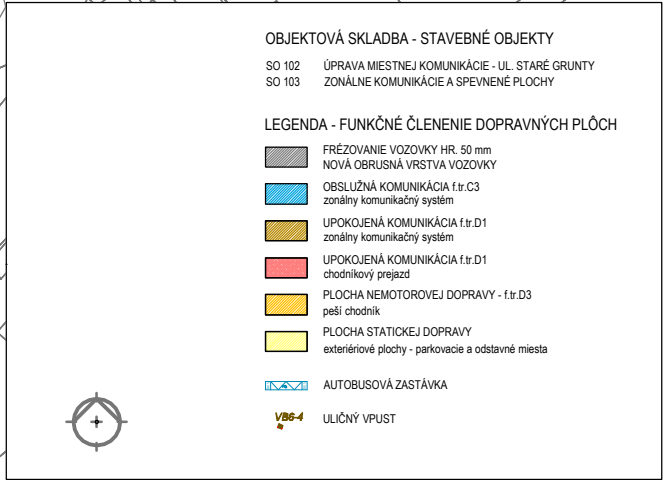 OBJEKTOVÁ SKLADBA - STAVEBNÉ OBJEKTY
SO 102 ÚPRAVA MIESTNEJ KOMUNIKÁCIE - UL. STARÉ GRUNTY
SO 103 ZONÁLNE KOMUNIKÁCIE A SPEVNENÉ PLOCHY
LEGENDA - FUNKČNÉ ČLENENIE DOPRAVNÝCH PLÔCH
FRÉZOVANIE VOZOVKY HR. 50 mm
NOVÁ OBRUSNÁ VRSTVA VOZOVKY
OBSLUŽNÁ KOMUNIKÁCIA f.tr.C3
zonálny komunikačný systém
UPOKOJENÁ KOMUNIKÁCIA f.tr.D1
zonálny komunikačný systém
UPOKOJENÁ KOMUNIKÁCIA f.tr.D1
chodníkový prejazd
PLOCHA NEMOTOROVEJ DOPRAVY - f.tr.D3
peší chodník
PLOCHA STATICKEJ DOPRAVY
exteriérové plochy - parkovacie a odstavné miesta
AUTOBUSOVÁ ZASTÁVKA
VB6-4 ULIČNÝ VPUST